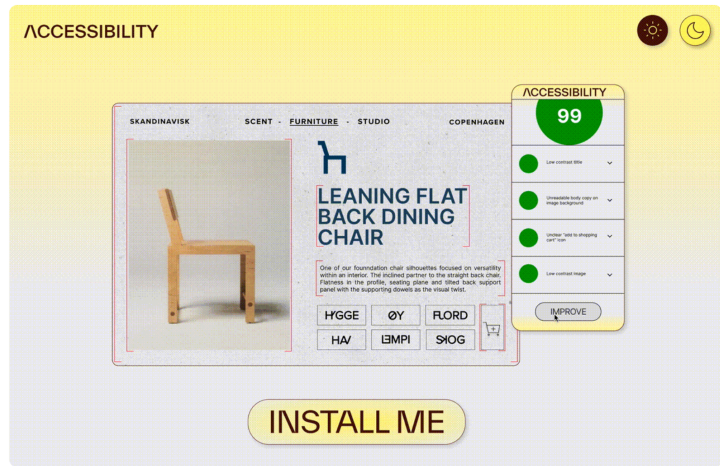 ACCESSIBILITY
SKANDINAVISK
SCENT - FURNITURE - STUDIO
COPENHAGEN
LEANING FLAT
BACK DINING
CHAIR
One of our founndation chair silhouettes focused on versatility
within an interior. The inclined partner to the straight back chair.
Flatness in the profile, seating plane and tilted back support
panel with the supporting dowels as the visual twist.
HYGGE
ØY
FLORD
HAV
LEMPI
SKOG
ACCESSIBILITY
99
Low contrast title
Unreadable body copy on
image background
Unclear "add to shopping
cart" icon
Low contrast image
IMPROVE
INSTALL ME